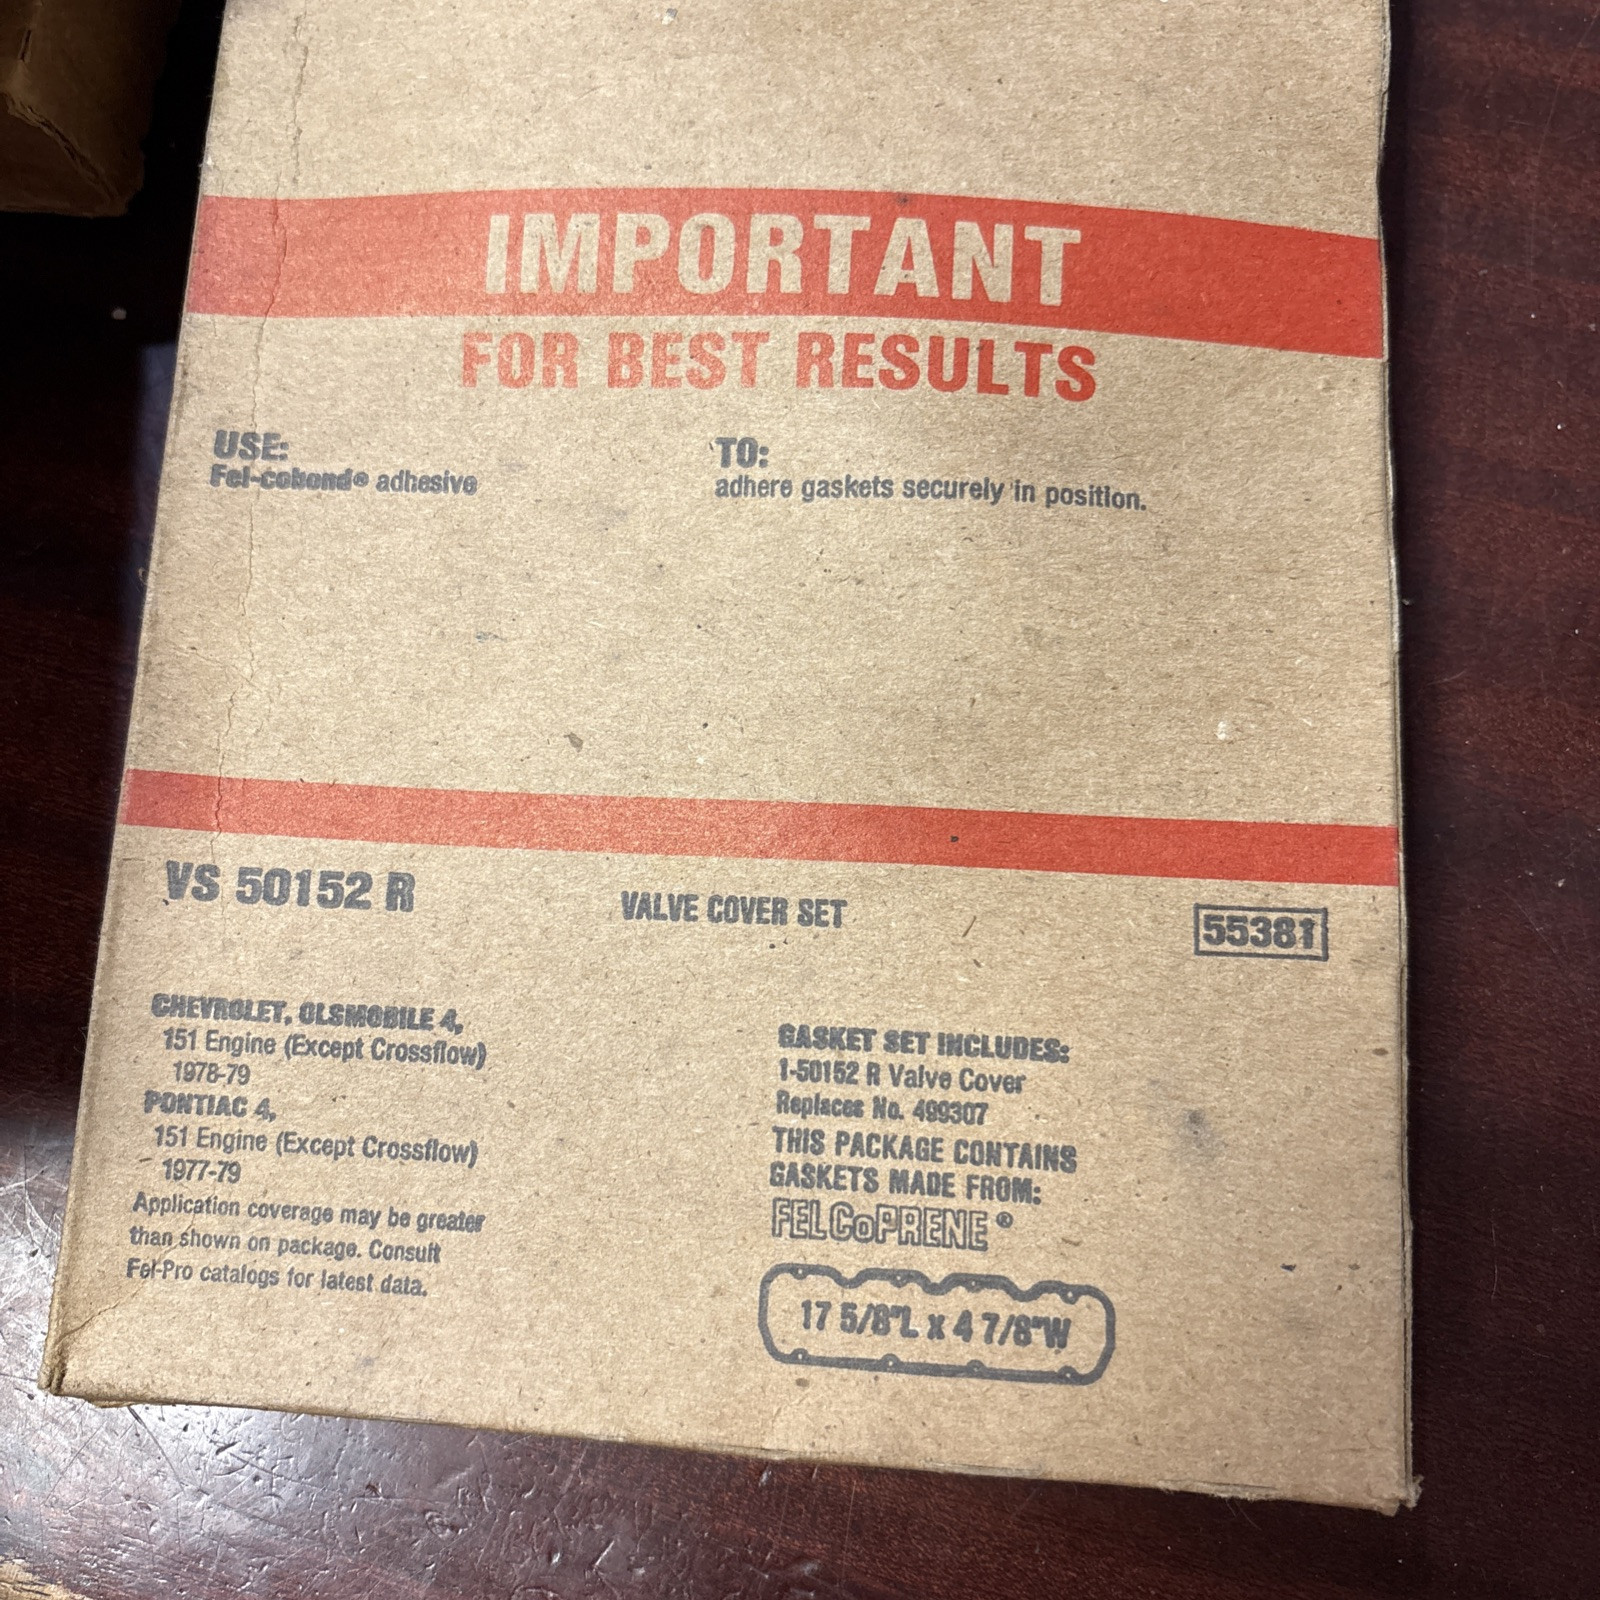 IMPORTANT
FOR BEST RESULTS
USE:
Fel-cobond® adhesive
TO:
adhere gaskets securely in position.
VS 50152 R
VALVE COVER SET
55381
CHEVROLET, OLSMOBILE 4,
151 Engine (Except Crossflow)
1978-79
PONTIAC 4,
151 Engine (Except Crossflow)
1977-79
Application coverage may be greater
than shown on package. Consult
Fel-Pro catalogs for latest data.
GASKET SET INCLUDES:
1-50152 R Valve Cover
Replaces No. 499307
THIS PACKAGE CONTAINS
GASKETS MADE FROM:
FELCOPRENE®
17 5/8"L x 4 7/8"W